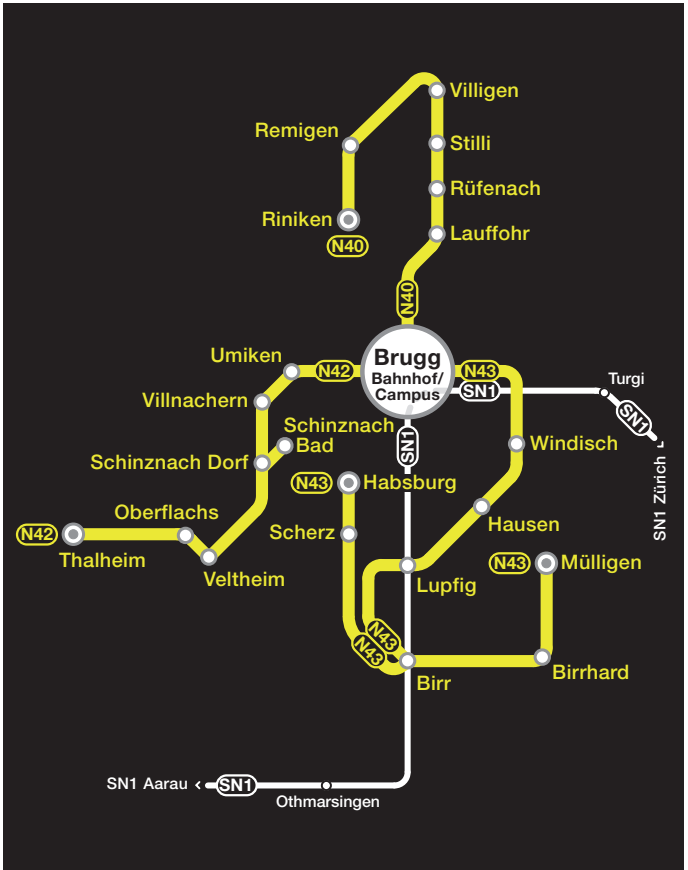 Villigen
Remigen
Stilli
Rüfenach
Riniken
Lauffohr
N40
N40
Umiken
N42
Brugg
Bahnhof/
Campus
N43
SN1
Turgi
SN1
SN1 Zürich
Villnachern
Schinznach
Bad
SN1
Windisch
Schinznach Dorf
N43
Habsburg
Oberflachs
Hausen
N42
Thalheim
Scherz
Veltheim
Lupfig
N43
Mülligen
N43
N43
Birr
Birrhard
SN1 Aarau
SN1
Othmarsingen